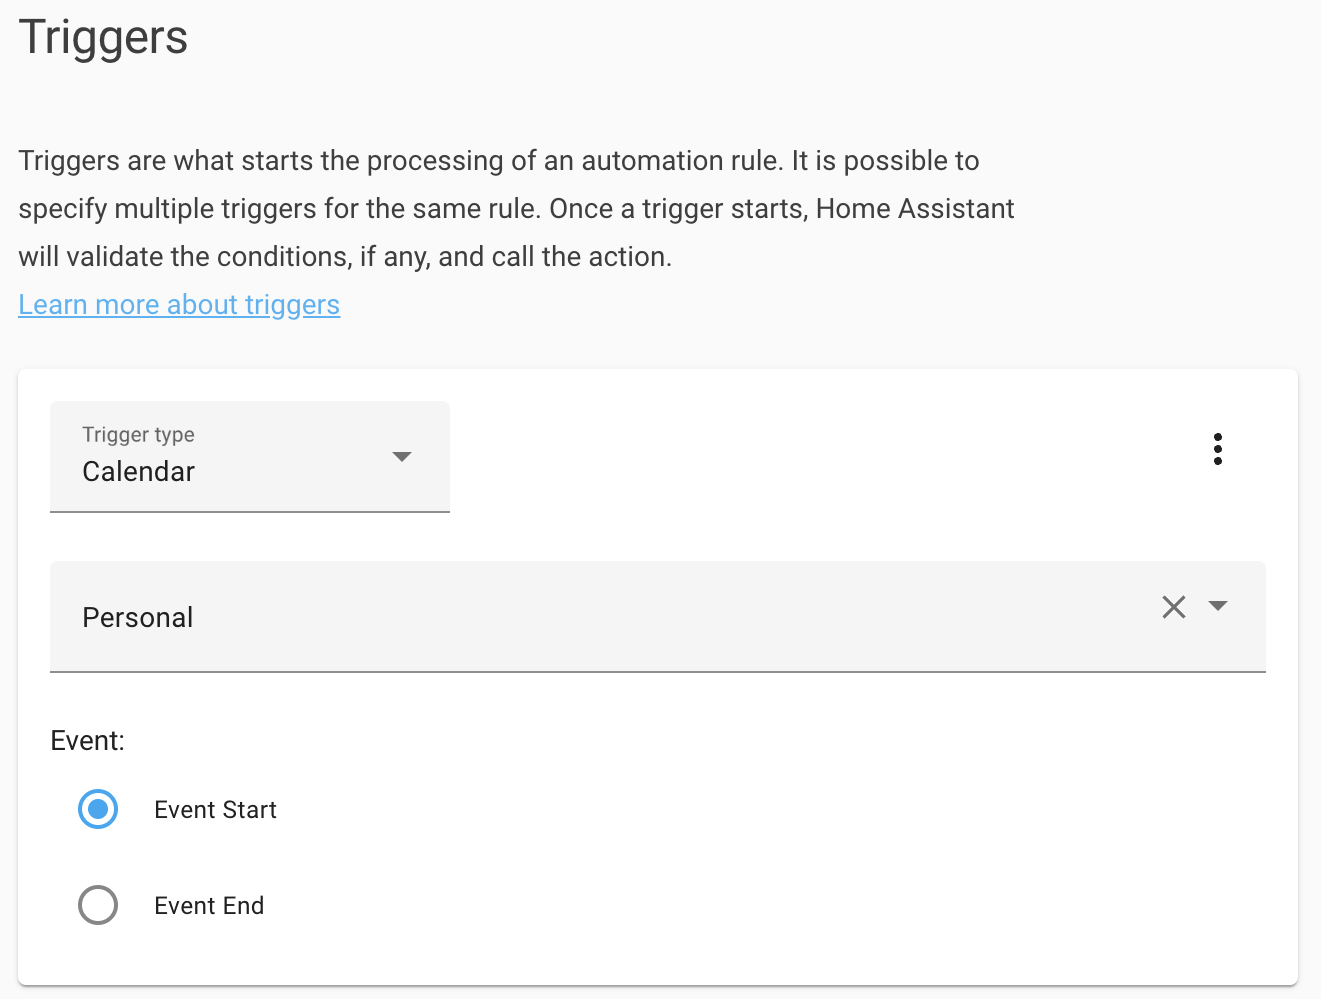 Triggers
Triggers are what starts the processing of an automation rule. It is possible to
specify multiple triggers for the same rule. Once a trigger starts, Home Assistant
will validate the conditions, if any, and call the action.
Learn more about triggers
Trigger type
Calendar
Personal
Event:
Event Start
Event End